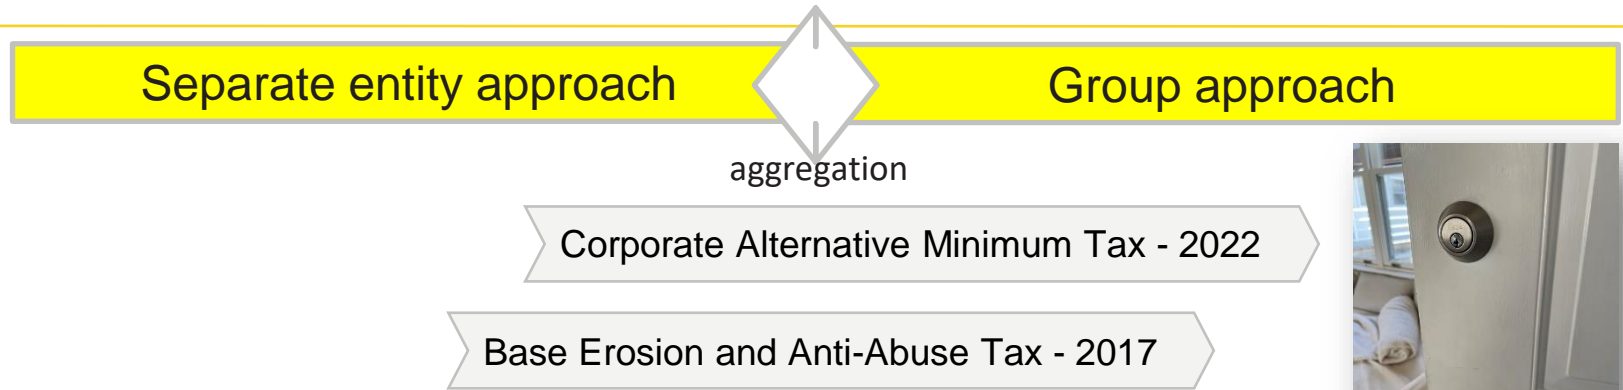 Separate entity approach
Group approach
aggregation
Corporate Alternative Minimum Tax - 2022
Base Erosion and Anti-Abuse Tax - 2017